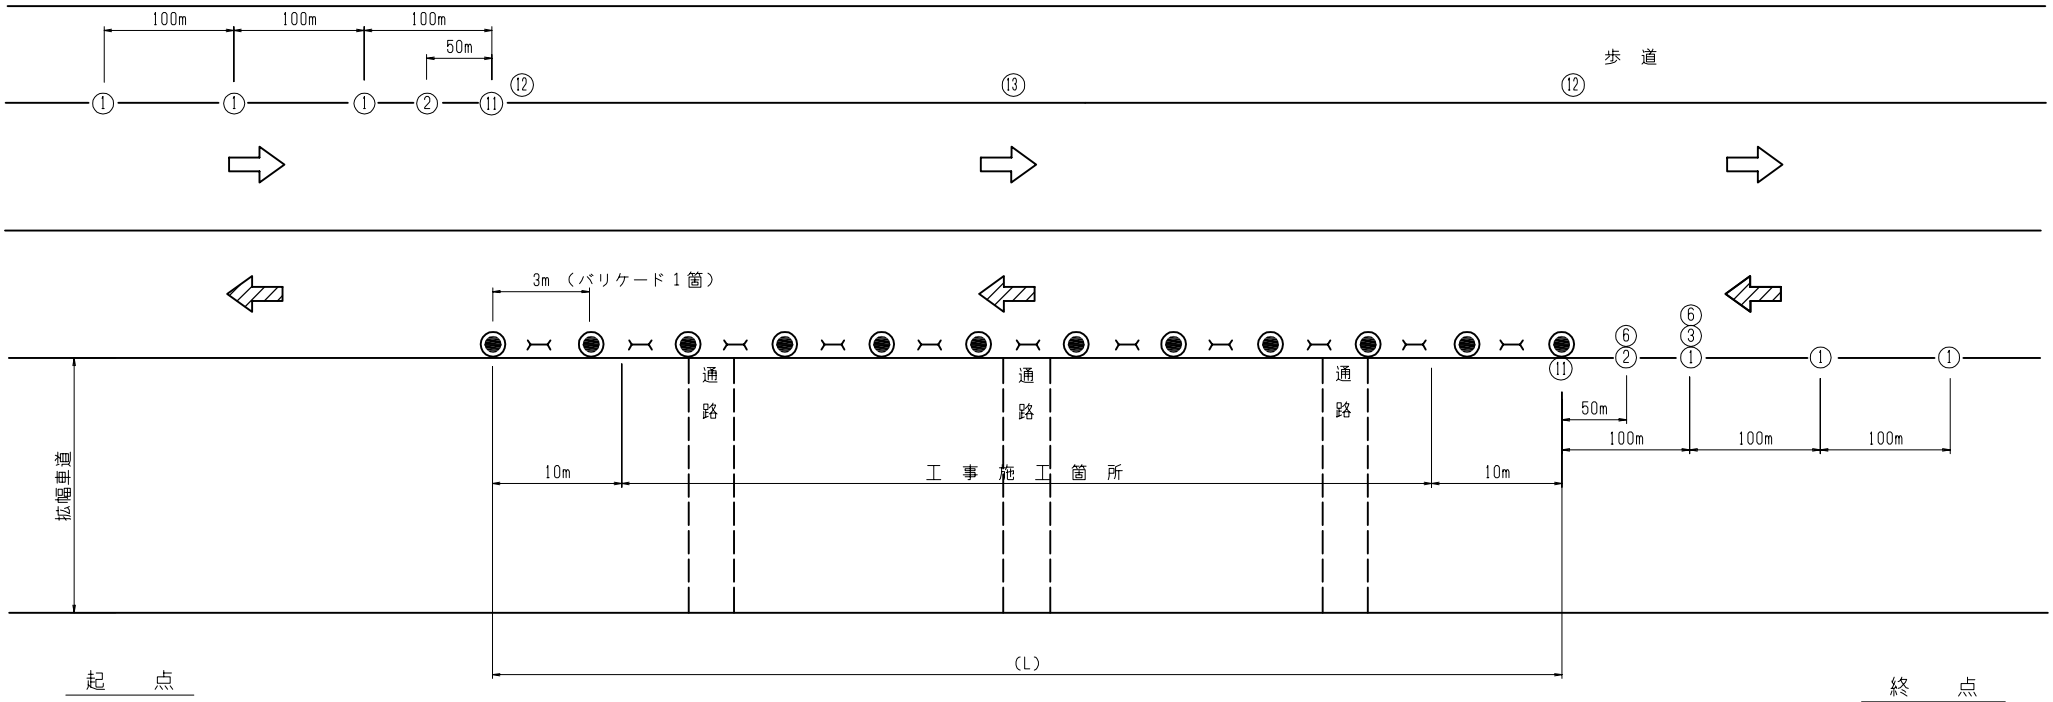 100m 100m 100m
50m
歩道
⑫ ⑬ ⑫
① ① ① ② ⑪
3m (バリケード1箇)
⑥
⑥ ③
② ① ① ①
⑪
通路 通路 通路
50m
100m 100m 100m
拡幅車道
10m 工事施工箇所 10m
(L)
起点 終点